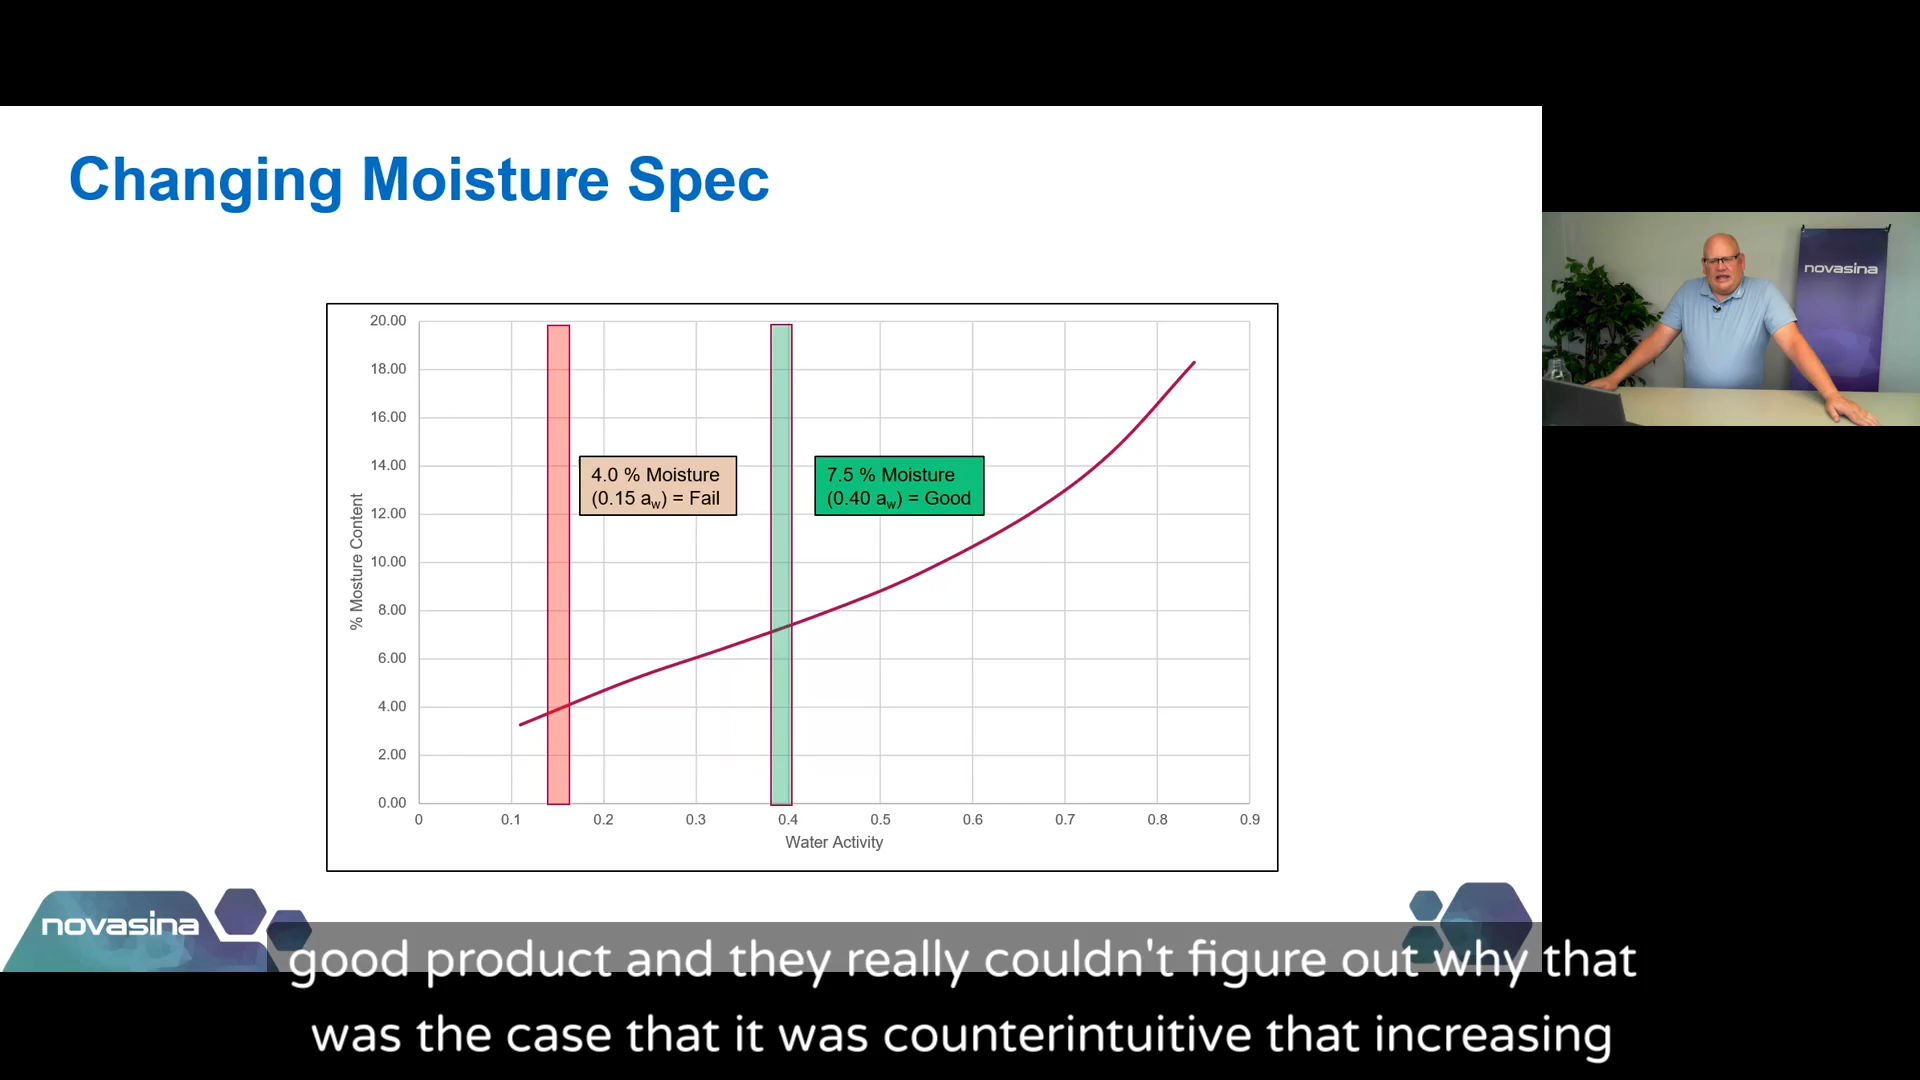 Changing Moisture Spec
novasina
20.00
18.00
16.00
14.00
12.00
10.00
8.00
6.00
4.00
2.00
0.00
% Mosture Content
4.0 % Moisture
(0.15 aw) = Fail
7.5 % Moisture
(0.40 aw) = Good
0 0.1 0.2 0.3 0.4 0.5 0.6 0.7 0.8 0.9
Water Activity
novasina
good product and they really couldn't figure out why that
was the case that it was counterintuitive that increasing